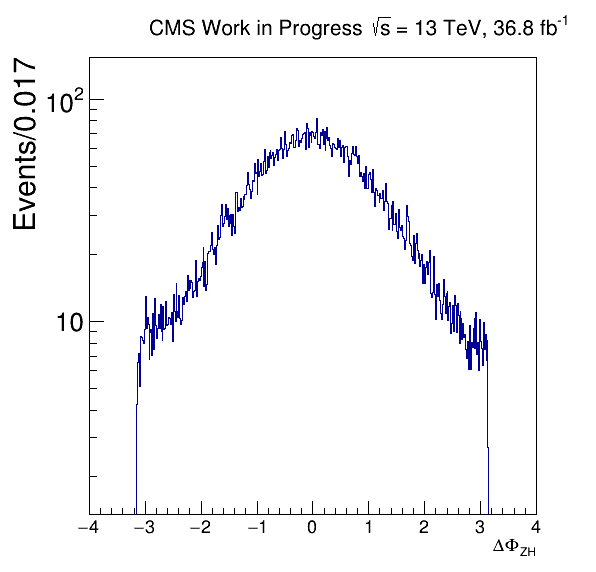 CMS Work in Progress √s = 13 TeV, 36.8 fb⁻¹
Events/0.017
10²
10
−4 −3 −2 −1 0 1 2 3 4
ΔΦ_ZH